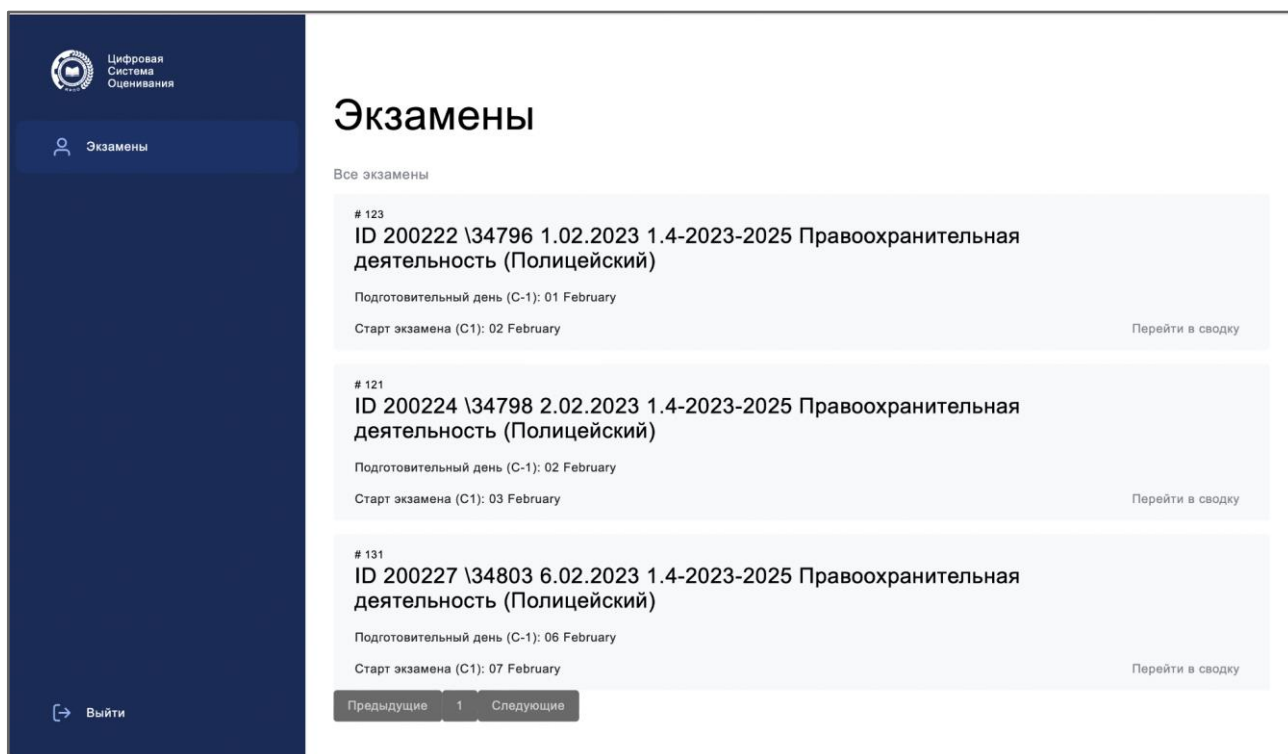 Цифровая
Система
Оценивания
Экзамены
Выйти
Экзамены
Все экзамены
# 123
ID 200222 \34796 1.02.2023 1.4-2023-2025 Правоохранительная
деятельность (Полицейский)
Подготовительный день (С-1): 01 February
Старт экзамена (С1): 02 February
Перейти в сводку
# 121
ID 200224 \34798 2.02.2023 1.4-2023-2025 Правоохранительная
деятельность (Полицейский)
Подготовительный день (С-1): 02 February
Старт экзамена (С1): 03 February
Перейти в сводку
# 131
ID 200227 \34803 6.02.2023 1.4-2023-2025 Правоохранительная
деятельность (Полицейский)
Подготовительный день (С-1): 06 February
Старт экзамена (С1): 07 February
Перейти в сводку
Предыдущие 1 Следующие